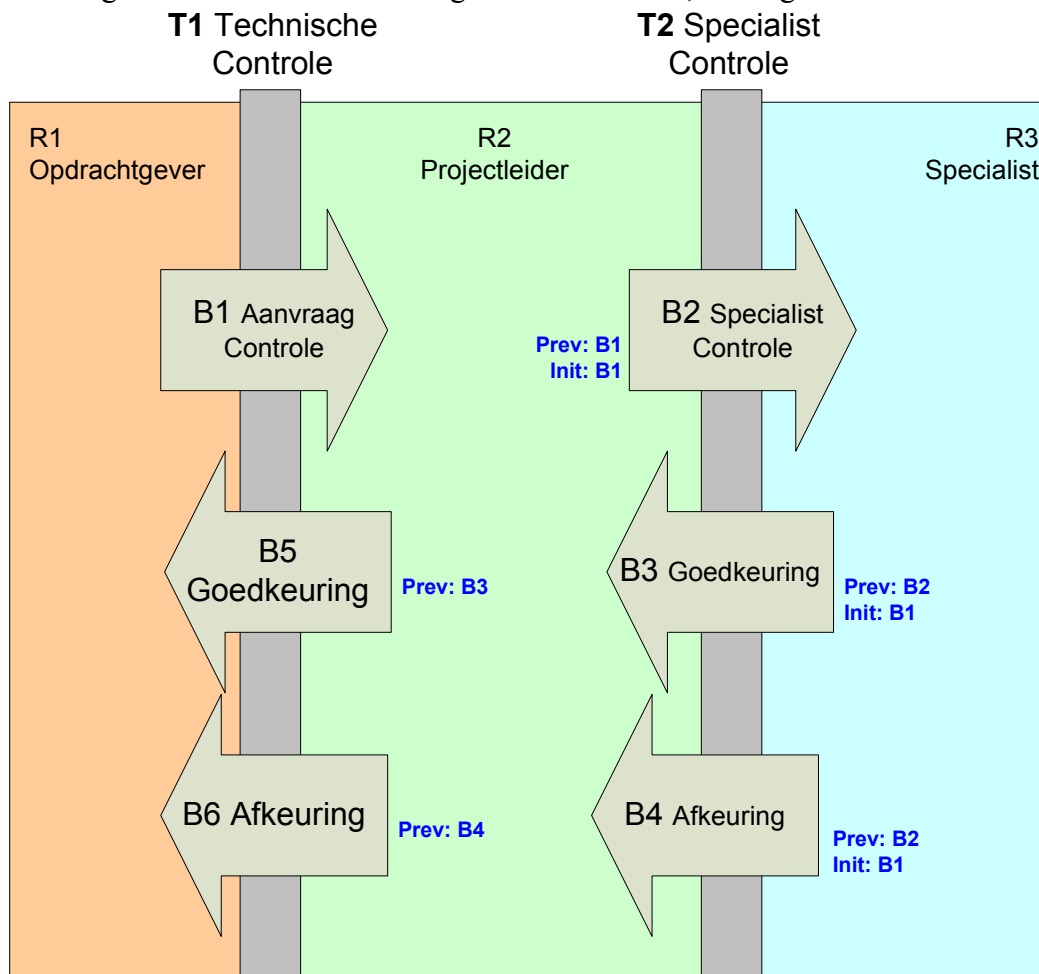 T1 Technische
Controle
T2 Specialist
Controle
R1
Opdrachtgever
R2
Projectleider
R3
Specialist
B1 Aanvraag
Controle
Prev: B1
Init: B1
B2 Specialist
Controle
B5
Goedkeuring
Prev: B3
B3 Goedkeuring
Prev: B2
Init: B1
B6 Afkeuring
Prev: B4
B4 Afkeuring
Prev: B2
Init: B1